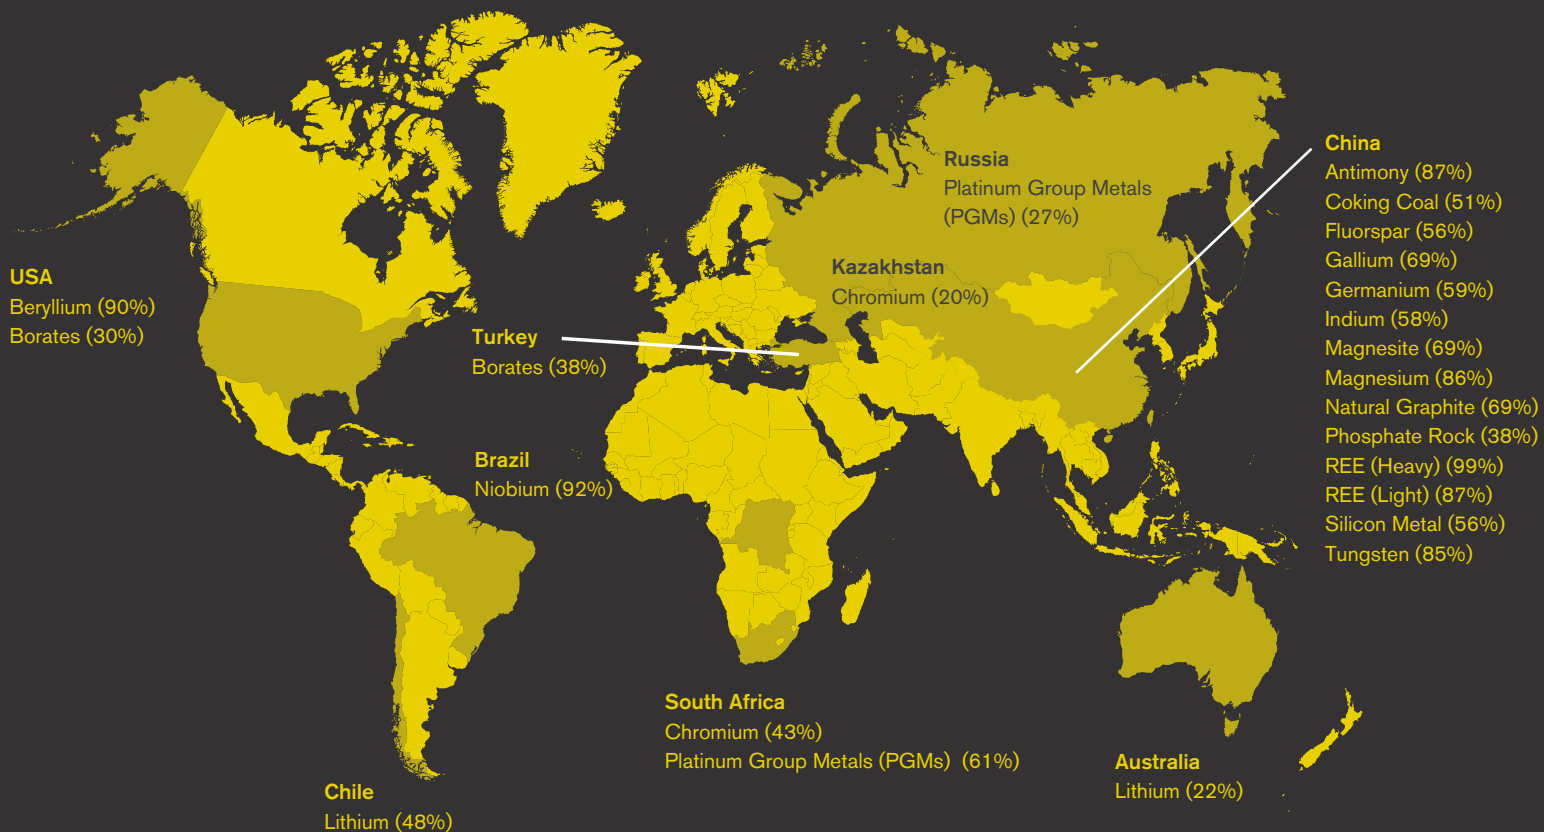 USA
Beryllium (90%)
Borates (30%)
Turkey
Borates (38%)
Brazil
Niobium (92%)
Chile
Lithium (48%)
Russia
Platinum Group Metals
(PGMs) (27%)
Kazakhstan
Chromium (20%)
South Africa
Chromium (43%)
Platinum Group Metals (PGMs) (61%)
China
Antimony (87%)
Coking Coal (51%)
Fluorspar (56%)
Gallium (69%)
Germanium (59%)
Indium (58%)
Magnesite (69%)
Magnesium (86%)
Natural Graphite (69%)
Phosphate Rock (38%)
REE (Heavy) (99%)
REE (Light) (87%)
Silicon Metal (56%)
Tungsten (85%)
Australia
Lithium (22%)